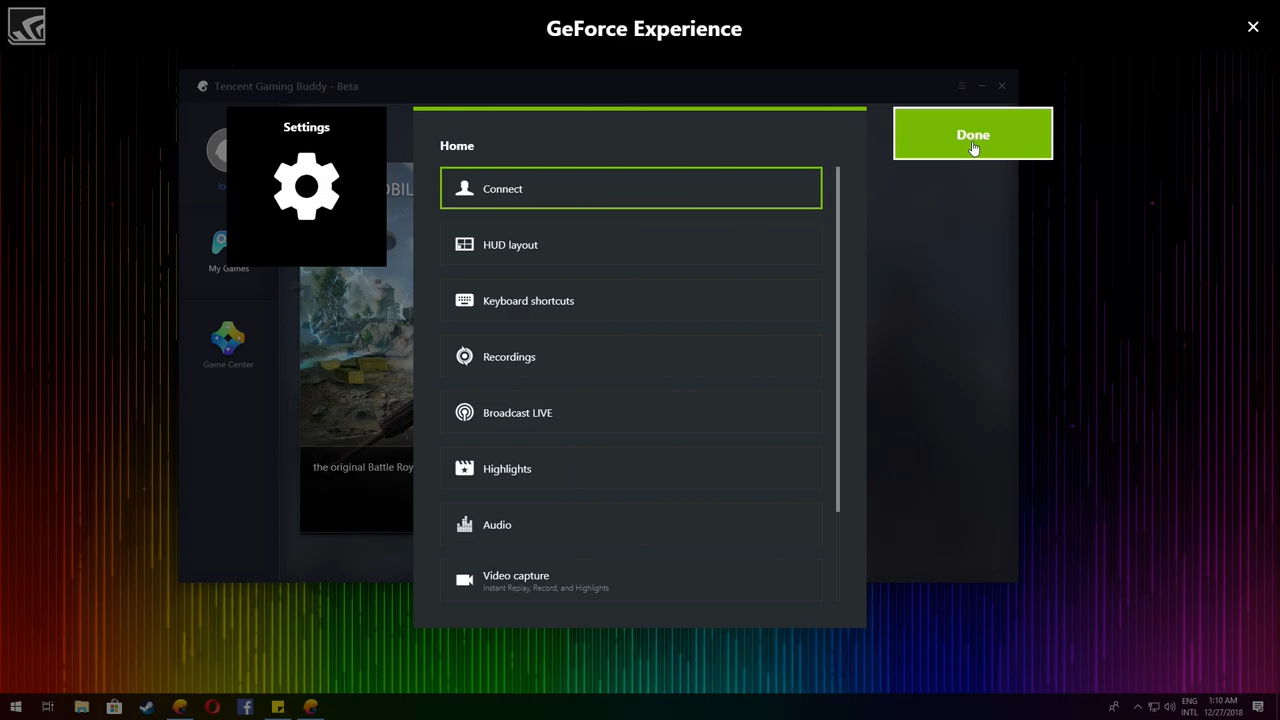 GeForce Experience
Tencent Gaming Buddy - Beta
Settings
Home
Done
Connect
HUD layout
My Games
Keyboard shortcuts
Recordings
Game Center
Broadcast LIVE
the original Battle Roy
Highlights
Audio
Video capture
Instant Replay, Record, and Highlights
ENG
INTL
1:10 AM
12/27/2018